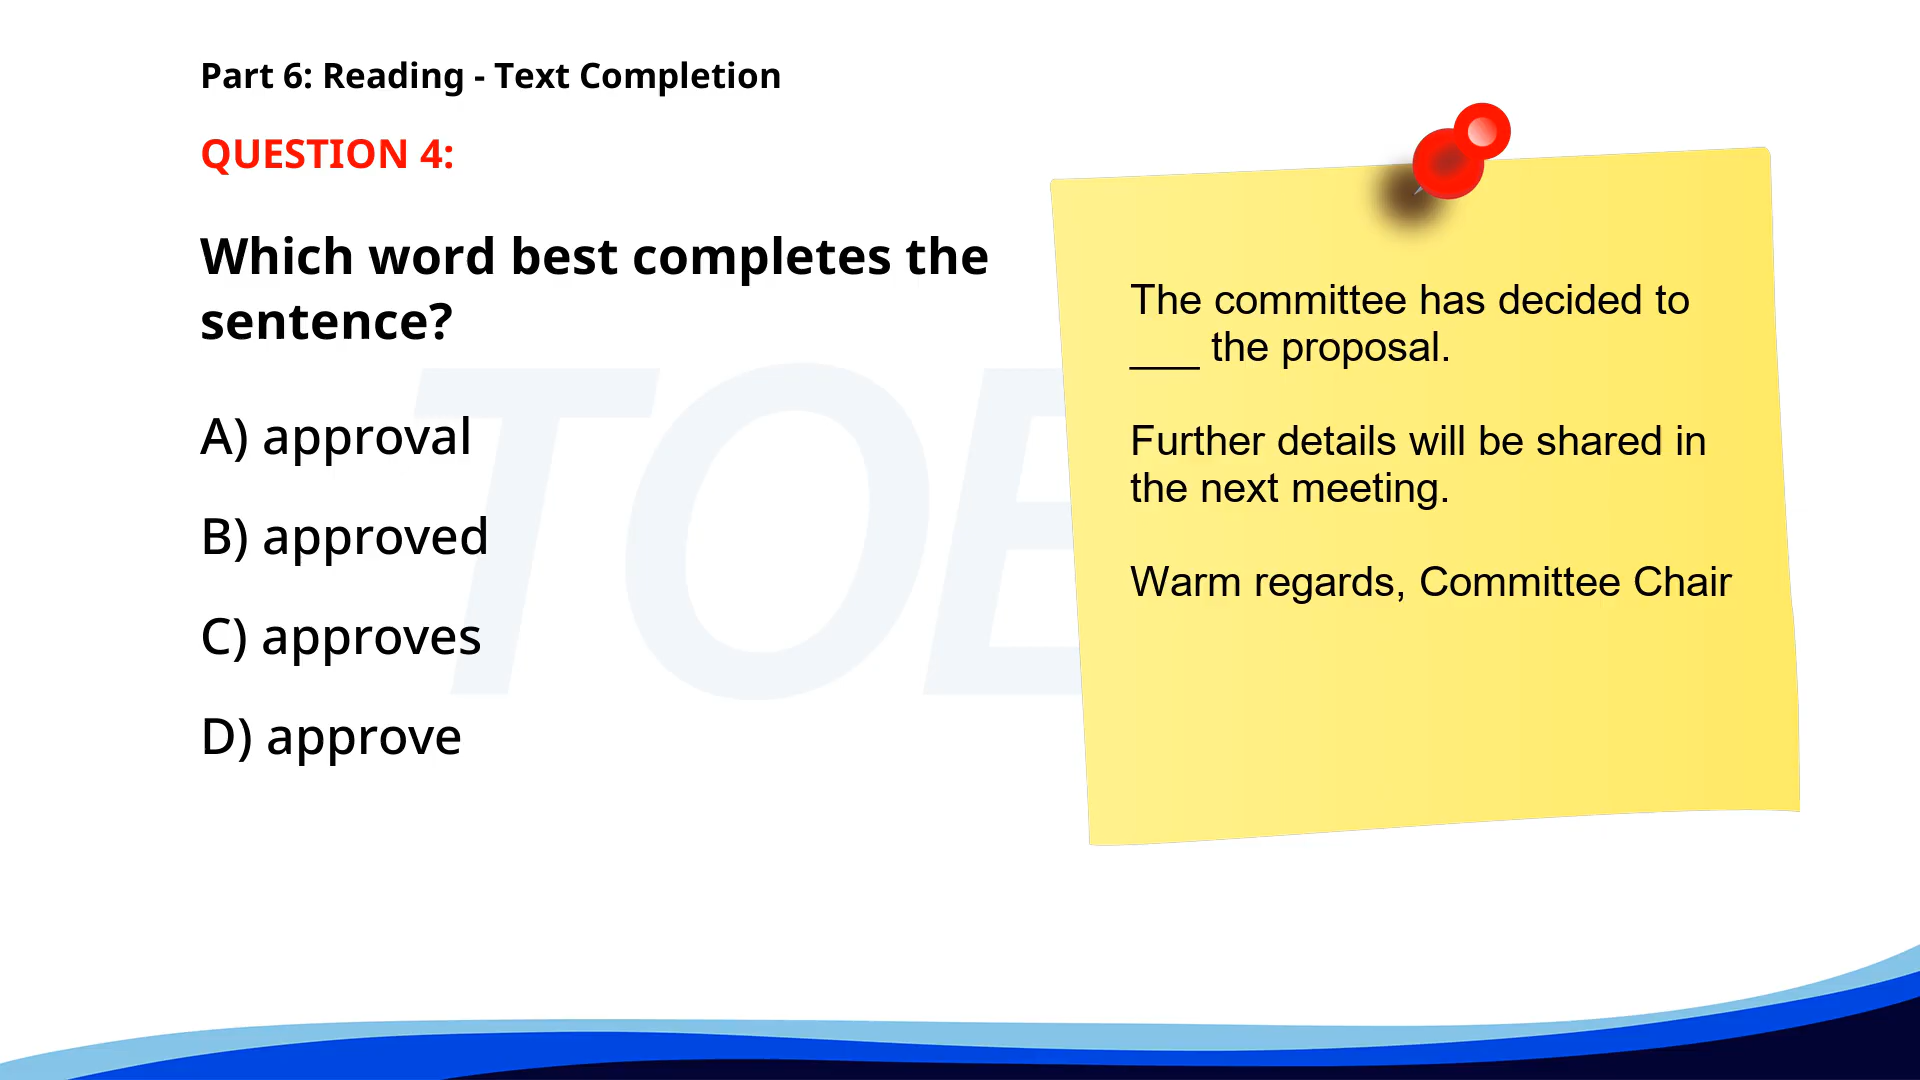 Part 6: Reading - Text Completion
QUESTION 4:
Which word best completes the
sentence?
A) approval
B) approved
C) approves
D) approve
The committee has decided to
___ the proposal.
Further details will be shared in
the next meeting.
Warm regards, Committee Chair
TOE